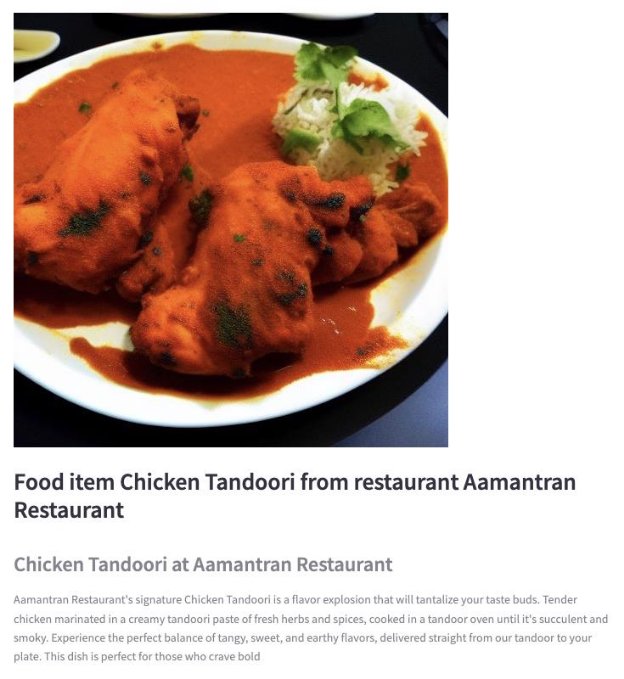 Food item Chicken Tandoori from restaurant Aamantran
Restaurant
Chicken Tandoori at Aamantran Restaurant
Aamantran Restaurant's signature Chicken Tandoori is a flavor explosion that will tantalize your taste buds. Tender
chicken marinated in a creamy tandoori paste of fresh herbs and spices, cooked in a tandoor oven until it's succulent and
smoky. Experience the perfect balance of tangy, sweet, and earthy flavors, delivered straight from our tandoor to your
plate. This dish is perfect for those who crave bold